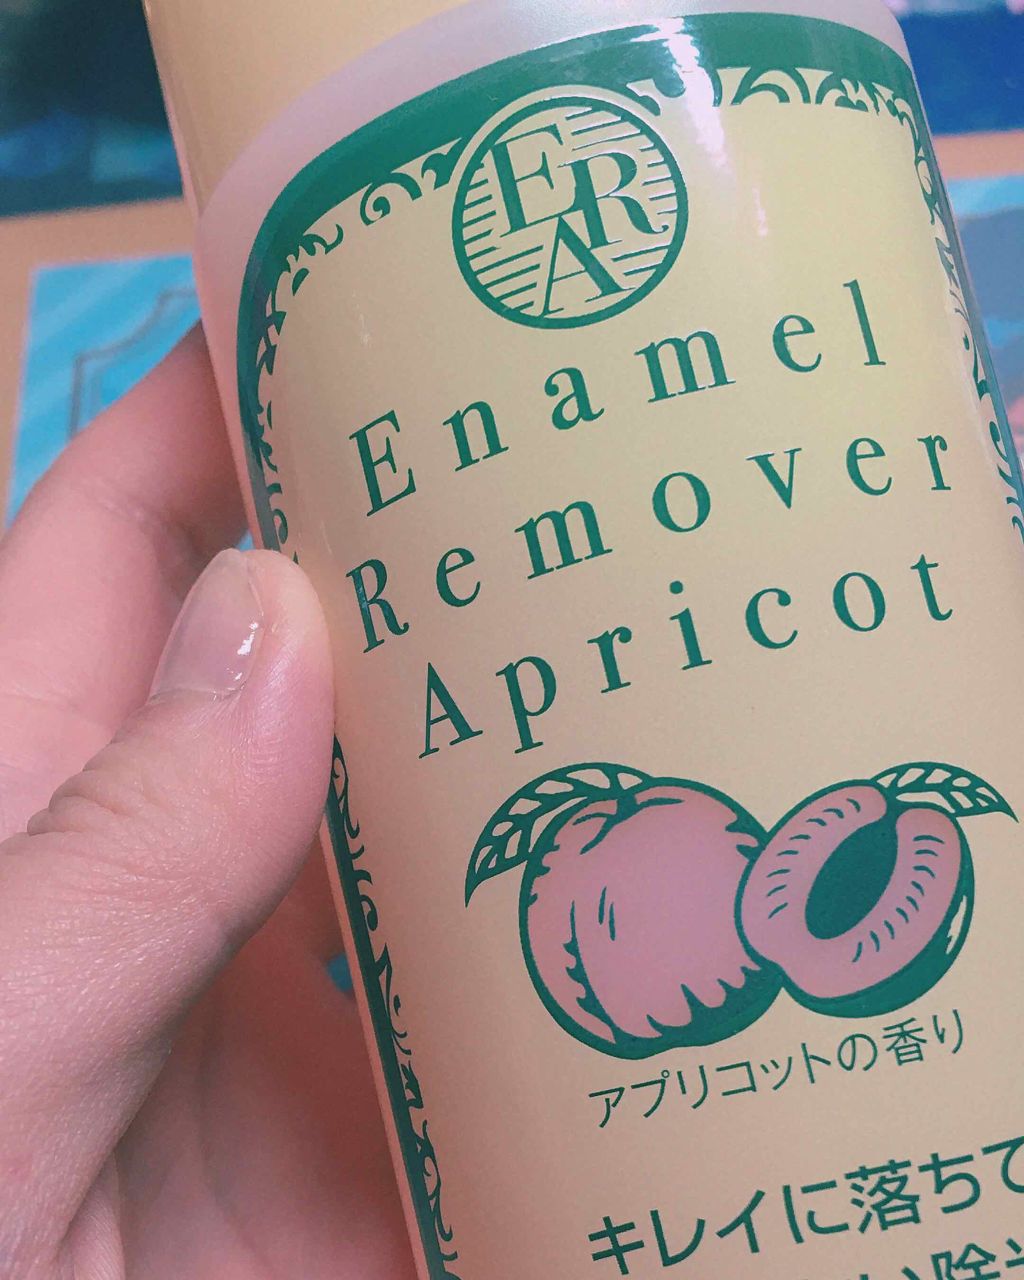 ERA
Enamel
Remover
Apricot
アプリコットの香り
キレイに落ちて